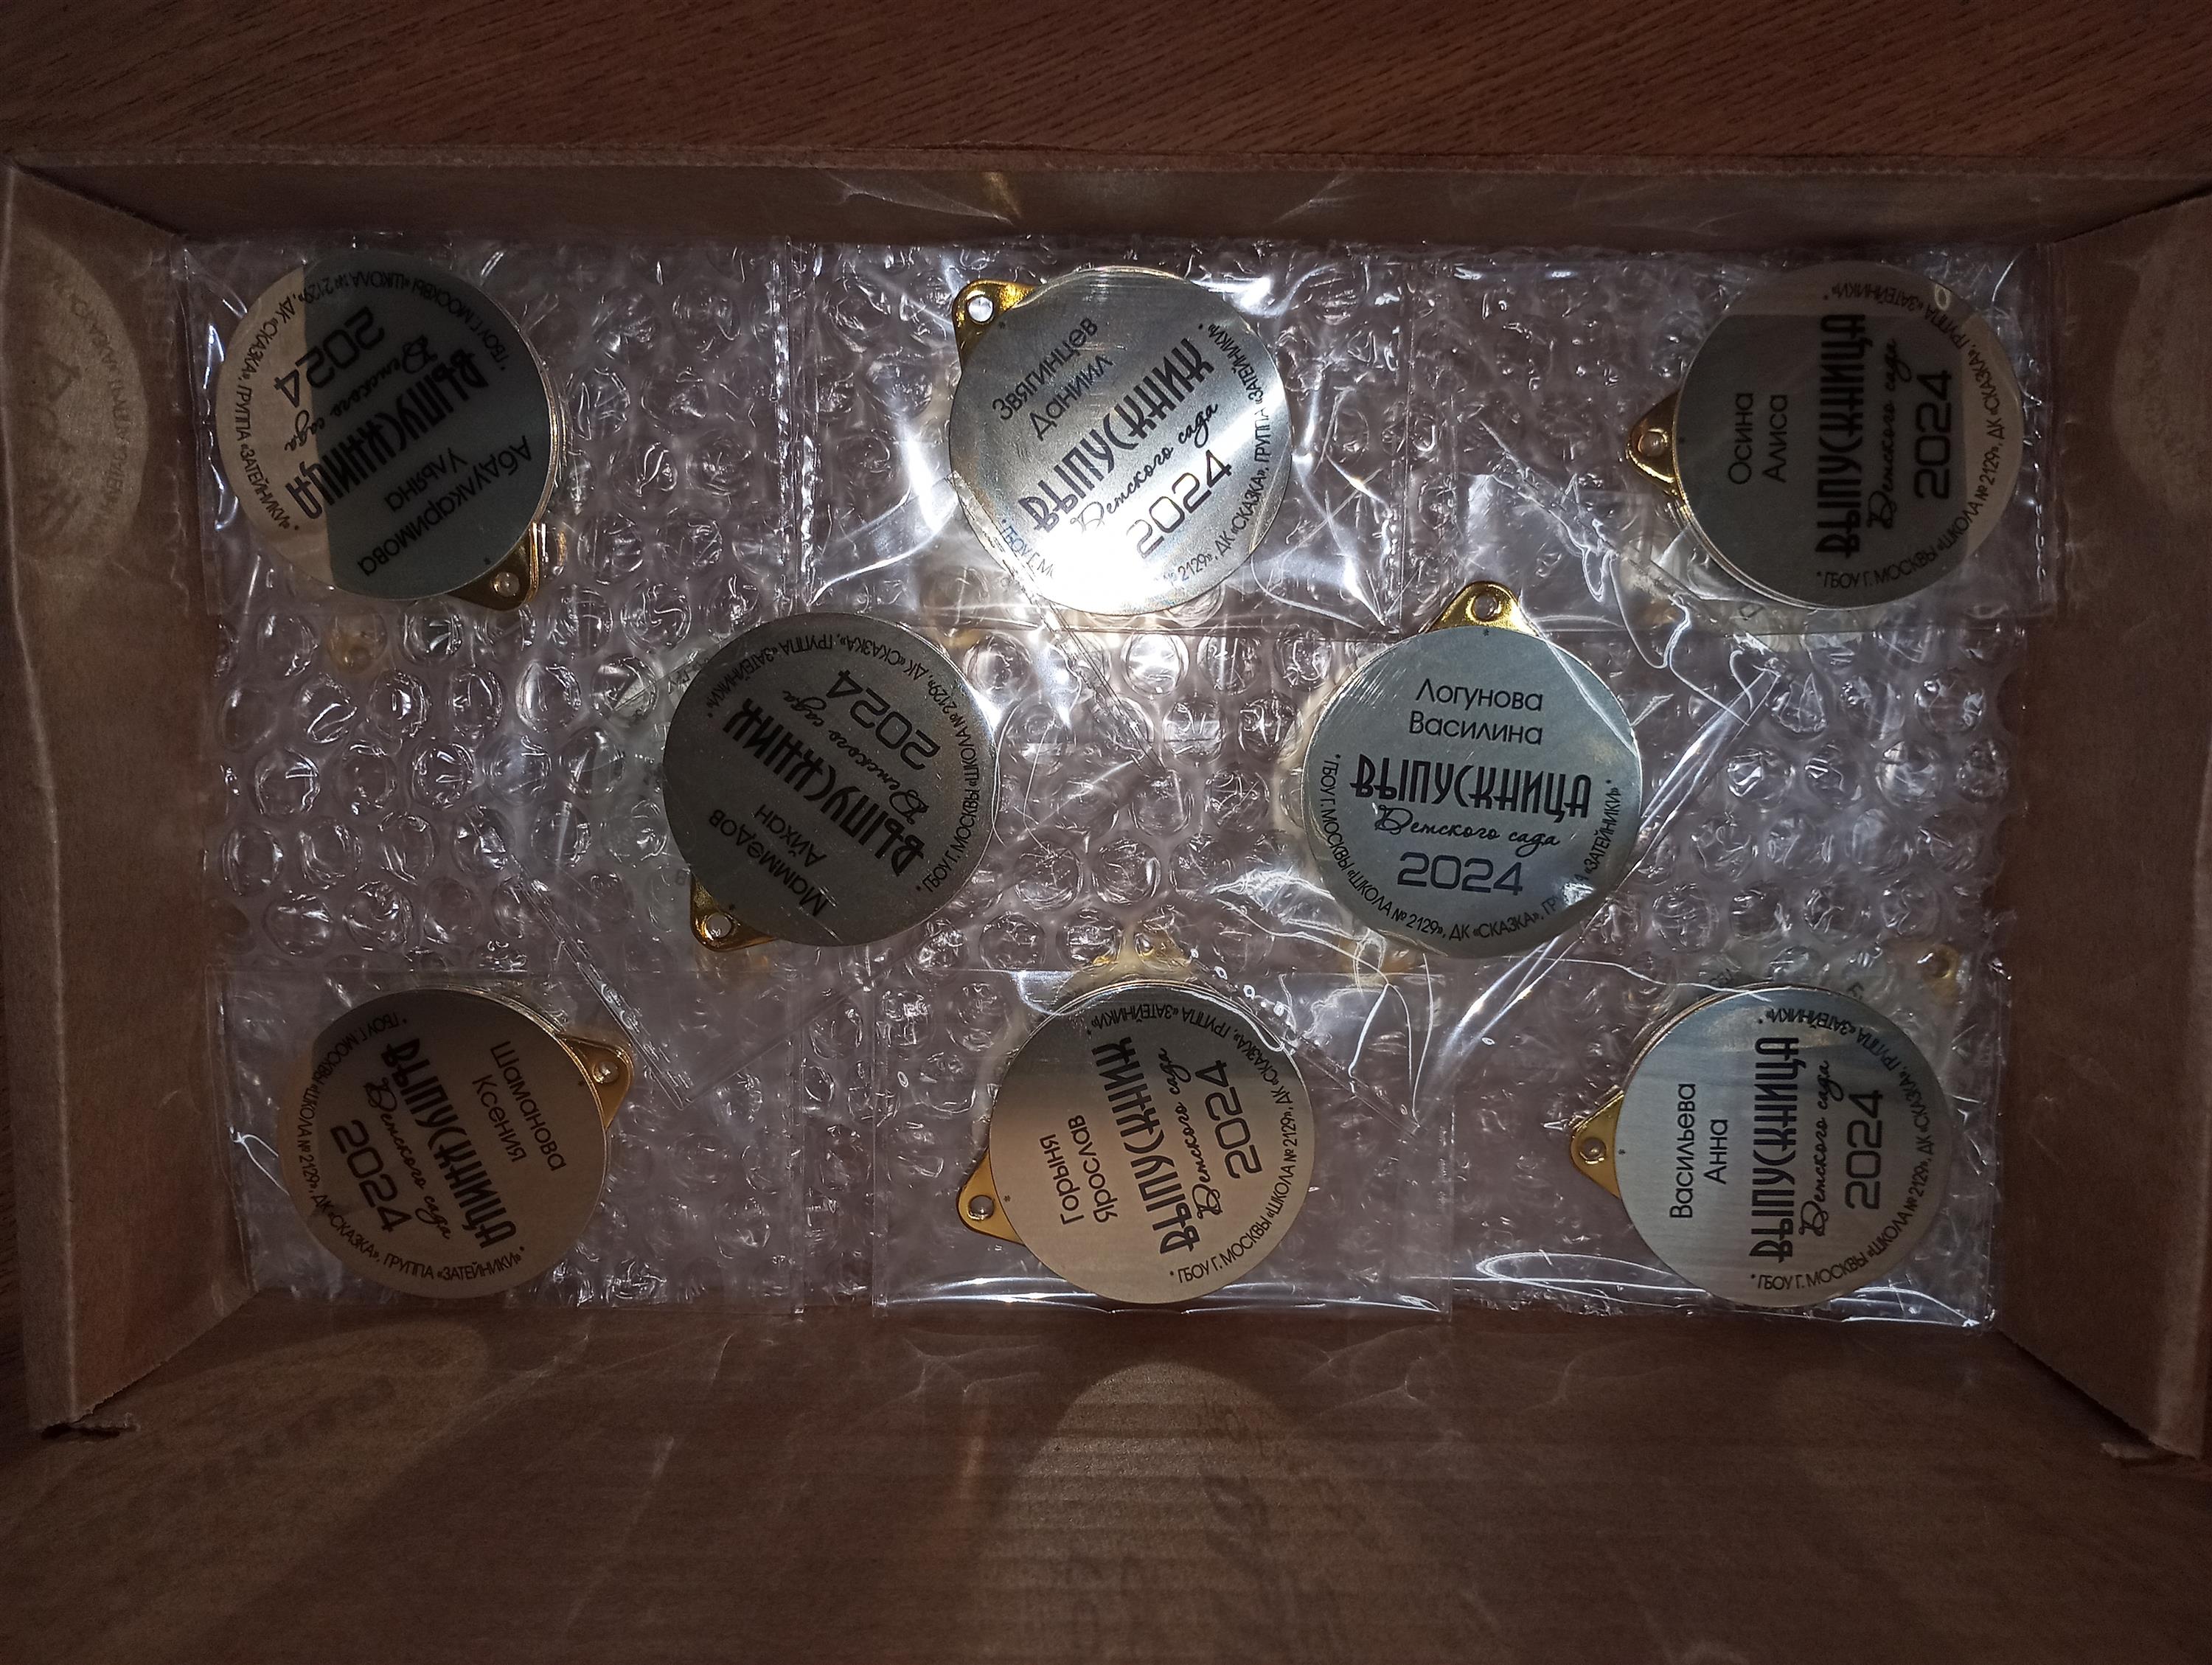 Абдулкаримова
Ульяна
ВЫПУСКНИЦА
Детского сада
2024
* ГБОУ Г. МОСКВЫ «ШКОЛА № 2129», ДК «СКАЗКА», ГРУППА «ЗАТЕЙНИКИ» *
Звягинцев
Даниил
ВЫПУСКНИК
Детского сада
2024
* ГБОУ Г. 2129», ДК «СКАЗКА», ГРУППА «ЗАТЕЙНИКИ» *
Осина
Алиса
ВЫПУСКНИЦА
Детского сада
2024
* ГБОУ Г. МОСКВЫ «ШКОЛА № 2129», ДК «СКАЗКА», ГРУППА «ЗАТЕЙНИКИ» *
Маммэдов
Айхан
ВЫПУСКНИК
Детского сада
2024
* ГБОУ Г. МОСКВЫ «ШКОЛА № 2129», ДК «СКАЗКА», ГРУППА «ЗАТЕЙНИКИ» *
Логунова
Василина
ВЫПУСКНИЦА
Детского сада
2024
* ГБОУ Г. МОСКВЫ «ШКОЛА № 2129», ДК «СКАЗКА», ГРУППА «ЗАТЕЙНИКИ» *
Шаманова
Ксения
ВЫПУСКНИЦА
Детского сада
2024
* ГБОУ Г. МОСКВЫ «ШКОЛА № 2129», ДК «СКАЗКА», ГРУППА «ЗАТЕЙНИКИ» *
Горыня
Ярослав
ВЫПУСКНИК
Детского сада
2024
* ГБОУ Г. МОСКВЫ «ШКОЛА № 2129», ДК «СКАЗКА», ГРУППА «ЗАТЕЙНИКИ» *
Васильева
Анна
ВЫПУСКНИЦА
Детского сада
2024
* ГБОУ Г. МОСКВЫ «ШКОЛА № 2129», ДК «СКАЗКА», ГРУППА «ЗАТЕЙНИКИ» *